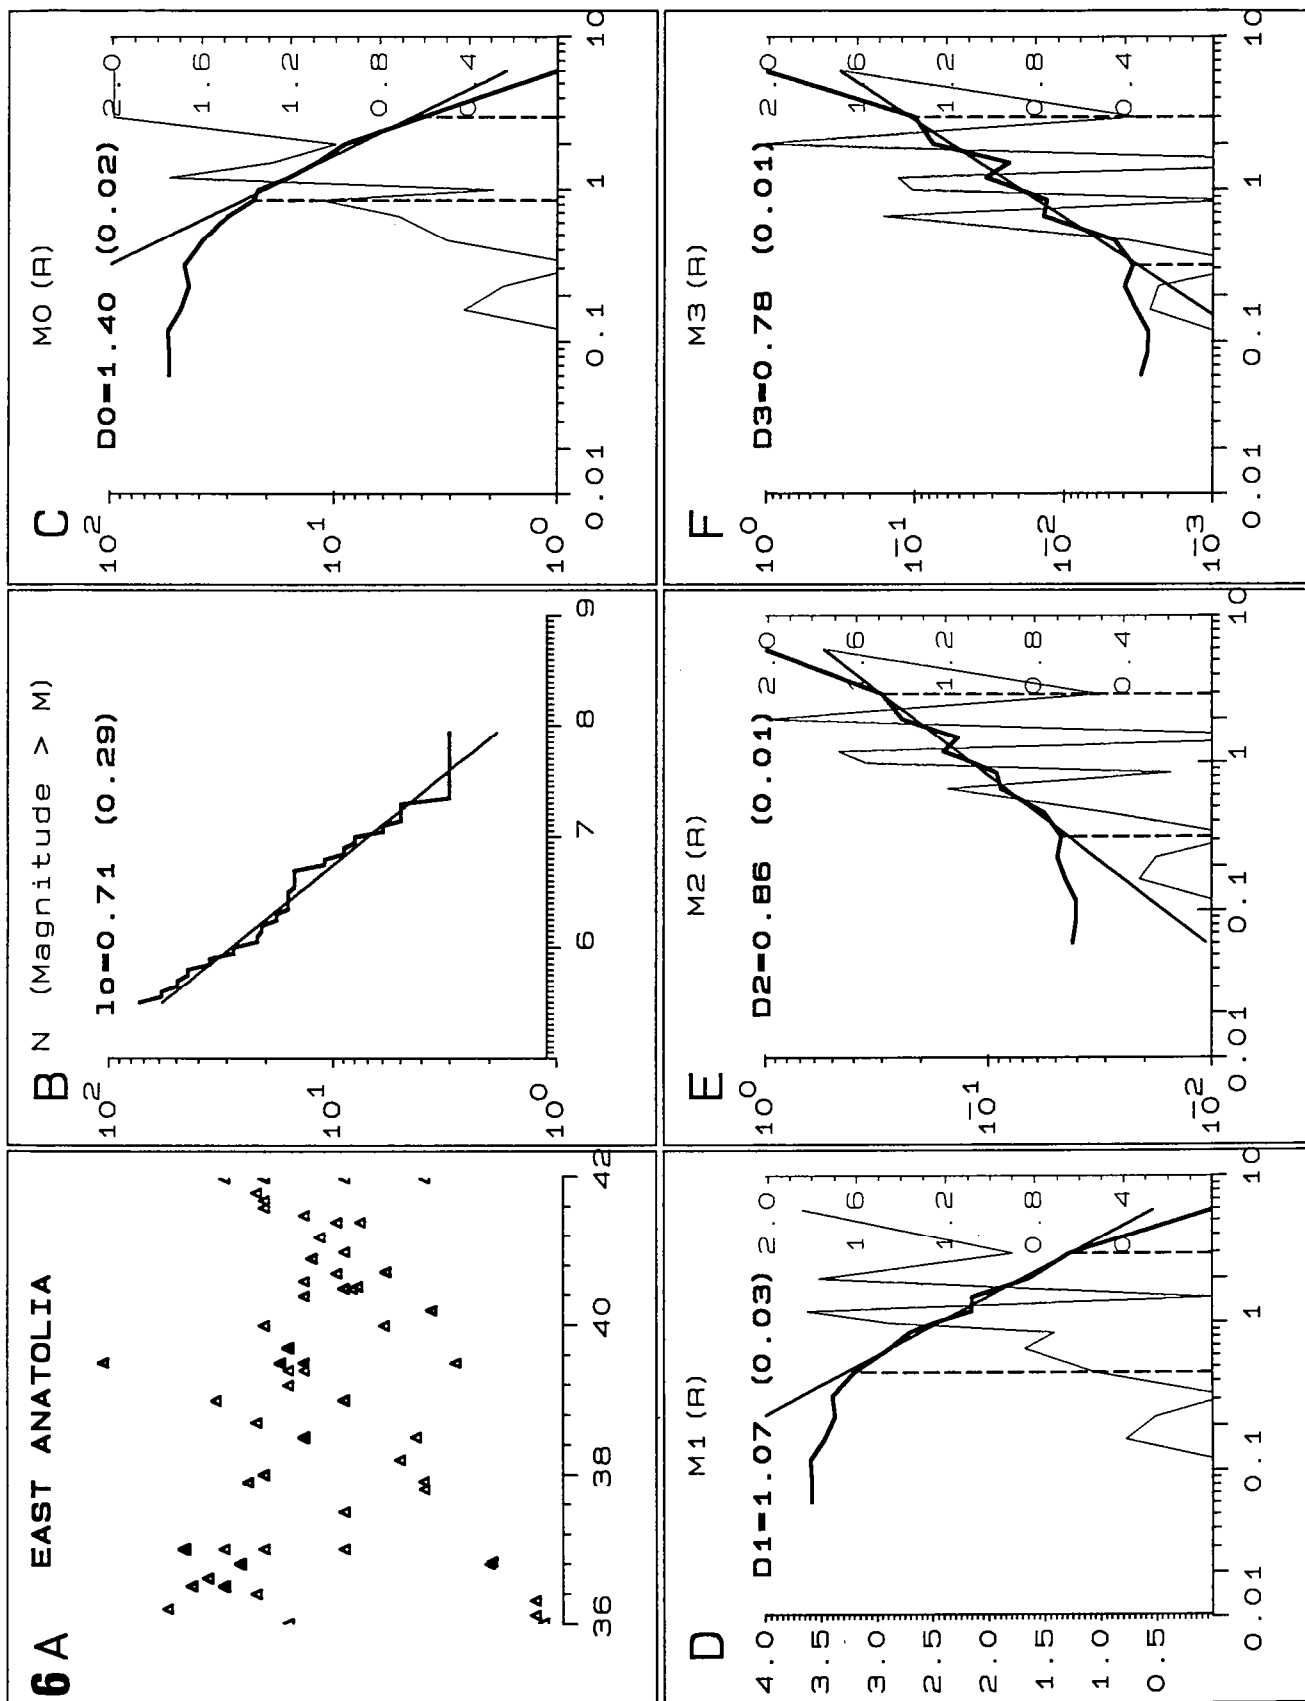 6A EAST ANATOLIA
36 38 40 42
B N (Magnitude > M)
10²
lo=0.71 (0.29)
10¹
10⁰
6 7 8 9
C M0 (R)
10²
D0=1.40 (0.02)
2.0
1.6
1.2
10¹
0.8
0.4
10⁰
0.01 0.1 1 10
D M1 (R)
4.0
D1=1.07 (0.03)
2.0
3.5
1.6
3.0
2.5
1.2
2.0
1.5
0.8
1.0
0.4
0.5
0.01 0.1 1 10
E M2 (R)
10⁰
D2=0.86 (0.01)
2.0
1.6
1.2
10⁻¹
0.8
0.4
10⁻²
0.01 0.1 1 10
F M3 (R)
10⁰
D3=0.78 (0.01)
2.0
1.6
10⁻¹
1.2
0.8
10⁻²
0.4
10⁻³
0.01 0.1 1 10